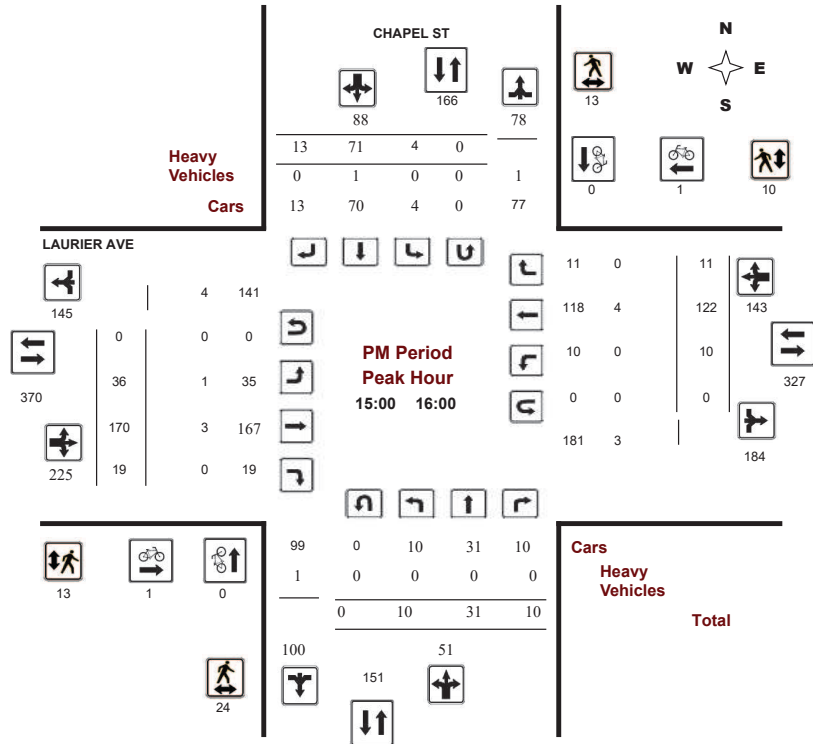 CHAPEL ST
N
W E
S
166
13
88
78
13 71 4 0
Heavy
Vehicles
0 1 0 0 1
Cars
13 70 4 0 77
0 1 10
LAURIER AVE
145
4 141
0 0 0
370
36 1 35
170 3 167
225
19 0 19
PM Period
Peak Hour
15:00 16:00
11 0 11
143
118 4 122
10 0 10
327
0 0 0
181 3
184
99 0 10 31 10
Cars
1 0 0 0 0
Heavy
Vehicles
0 10 31 10
Total
13 1 0
100 51
151
24